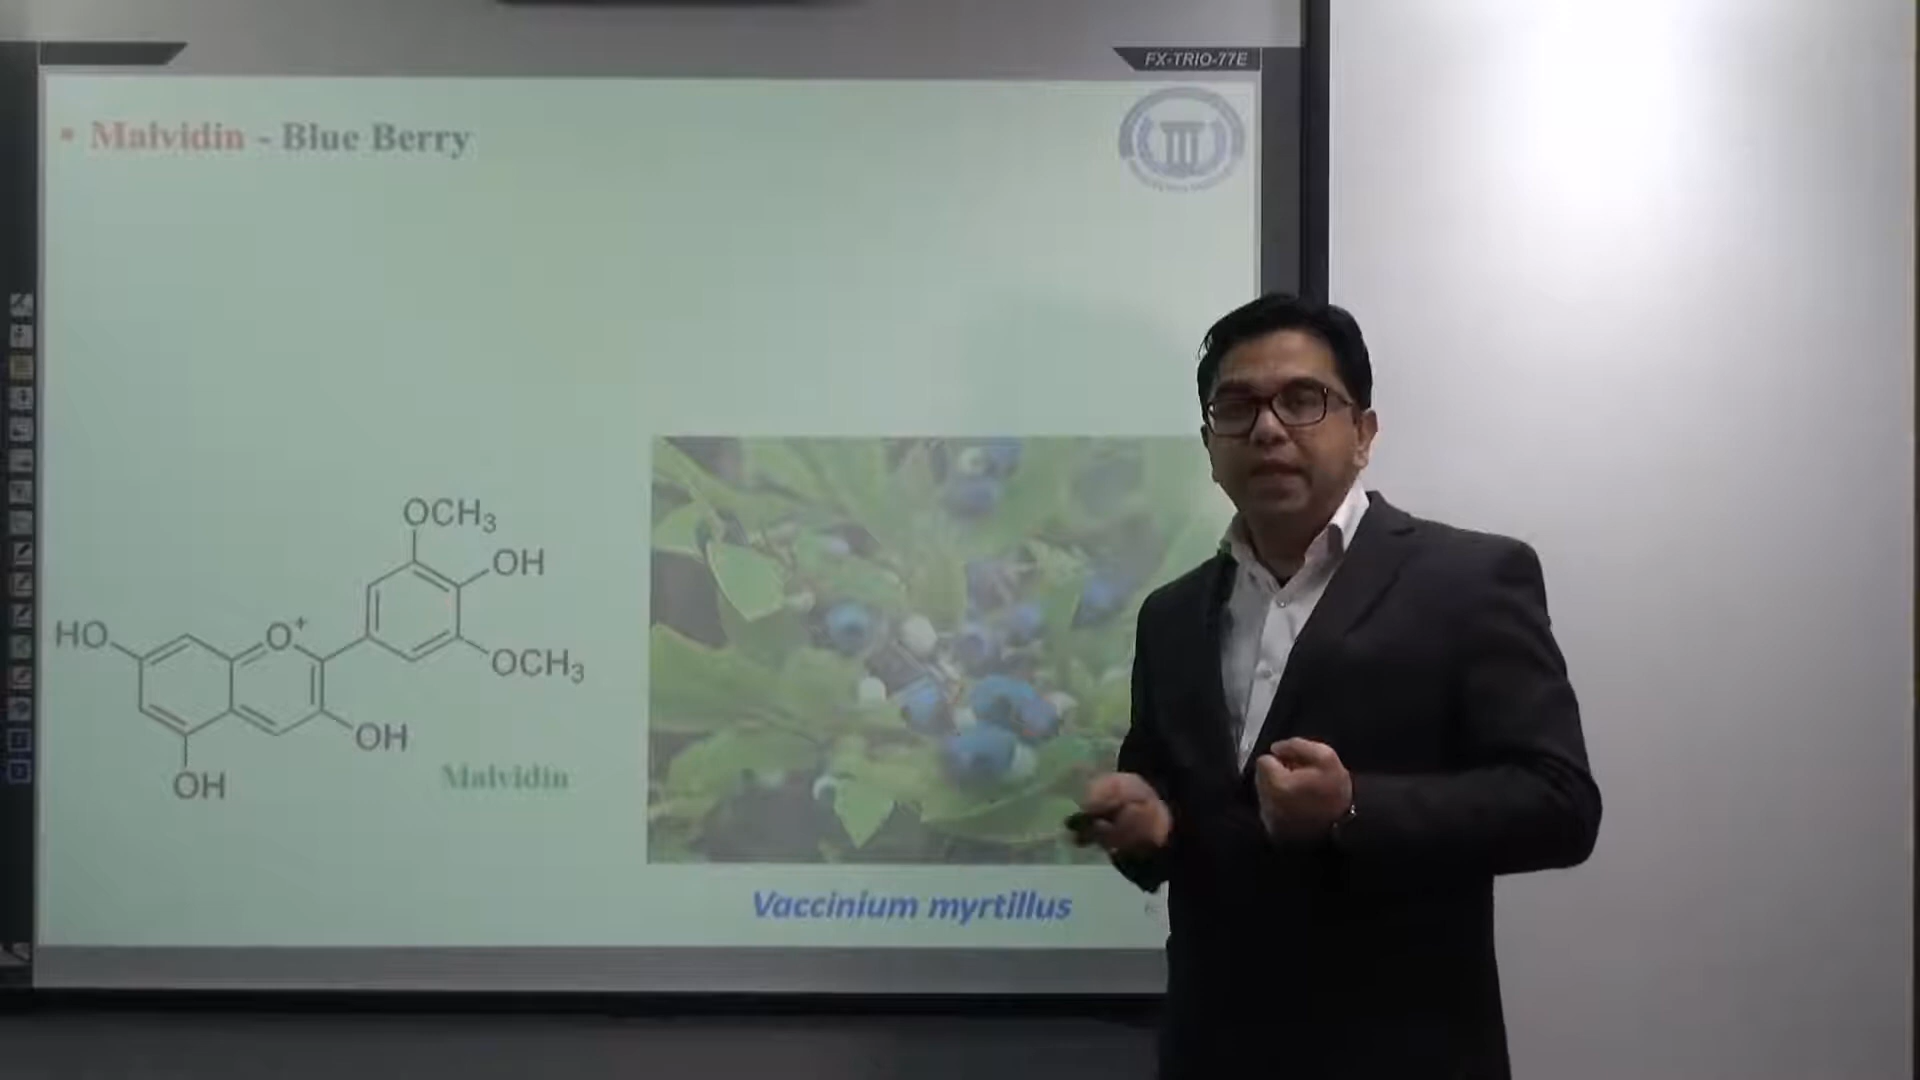 FX-TRIO-77E
• Malvidin - Blue Berry
OCH₃
OH
HO
O⁺
OCH₃
OH
OH
Malvidin
Vaccinium myrtillus